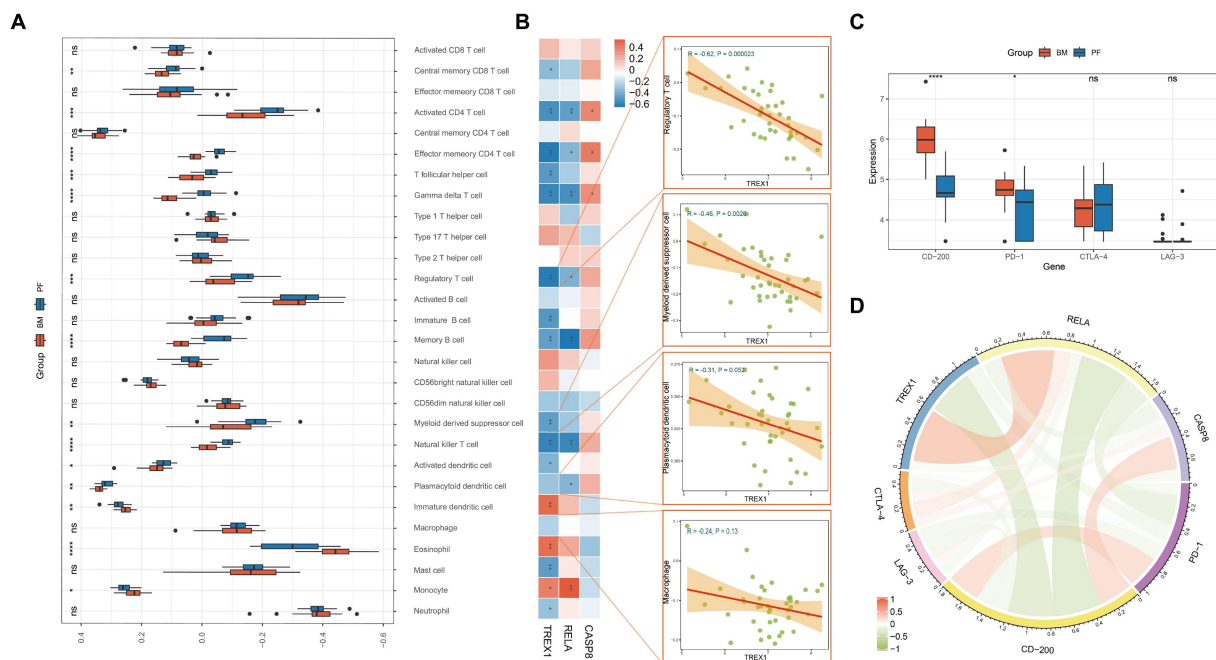 A
B
C
D
ns
**
ns
***
ns
****
***
****
ns
ns
ns
***
ns
ns
****
ns
ns
ns
**
****
*
**
**
ns
****
ns
*
ns
Group BM PF
0.4
0.2
0.0
−0.2
−0.4
−0.6
Activated CD8 T cell
Central memory CD8 T cell
Effector memeory CD8 T cell
Activated CD4 T cell
Central memory CD4 T cell
Effector memeory CD4 T cell
T follicular helper cell
Gamma delta T cell
Type 1 T helper cell
Type 17 T helper cell
Type 2 T helper cell
Regulatory T cell
Activated B cell
Immature B cell
Memory B cell
Natural killer cell
CD56bright natural killer cell
CD56dim natural killer cell
Myeloid derived suppressor cell
Natural killer T cell
Activated dendritic cell
Plasmacytoid dendritic cell
Immature dendritic cell
Macrophage
Eosinophil
Mast cell
Monocyte
Neutrophil
TREX1
RELA
CASP8
0.4
0.2
0
−0.2
−0.4
−0.6
R = -0.62, P = 0.000023
Regulatory T cell
TREX1
R = -0.46, P = 0.0026
Myeloid derived suppressor cell
TREX1
R = -0.31, P = 0.052
Plasmacytoid dendritic cell
TREX1
R = -0.24, P = 0.13
Macrophage
TREX1
Group BM PF
**** * ns ns
Expression
7
6
5
4
CD−200 PD−1 CTLA−4 LAG−3
Gene
RELA
TREX1
CASP8
CTLA−4
PD−1
LAG−3
CD−200
1
0.5
0
−0.5
−1